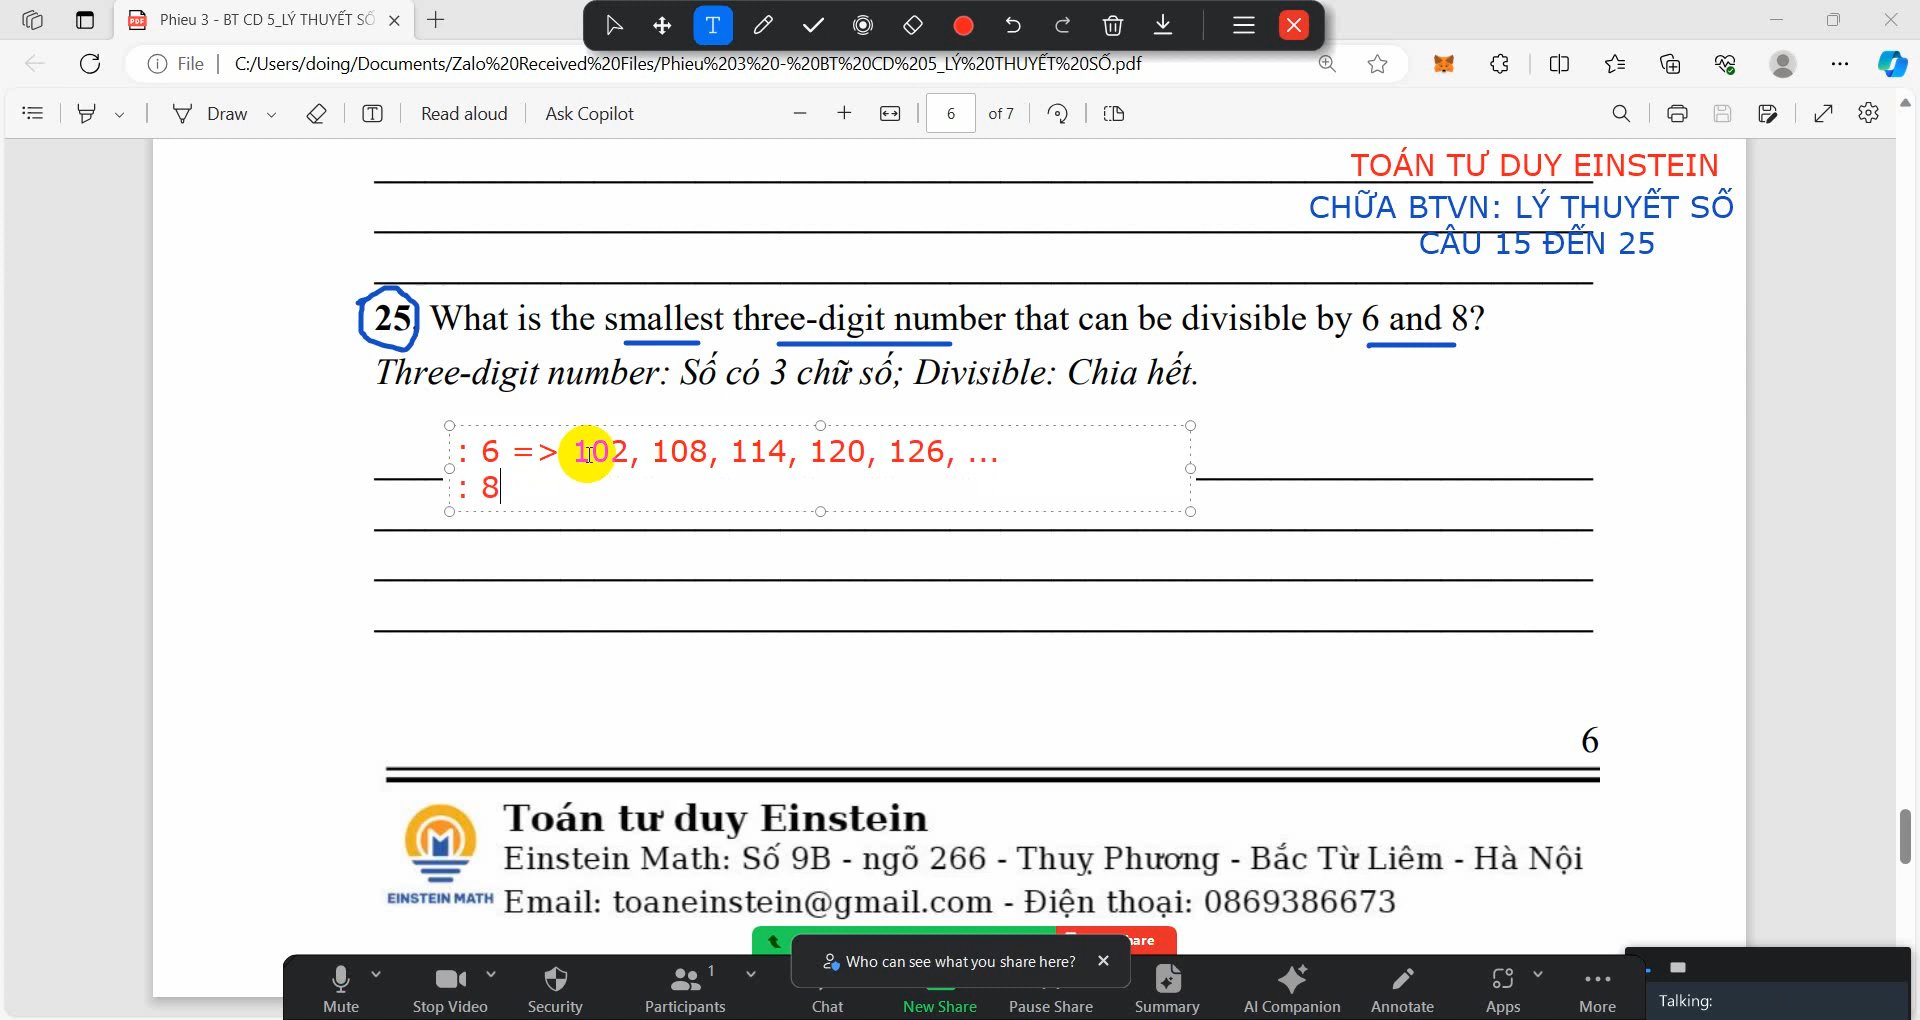 Phieu 3 - BT CD 5_LÝ THUYẾT SỐ
T
File
C:/Users/doing/Documents/Zalo%20Received%20Files/Phieu%203%20-%20BT%20CD%205_LÝ%20THUYẾT%20SỐ.pdf
Draw
Read aloud
Ask Copilot
6
of 7
TOÁN TƯ DUY EINSTEIN
CHỮA BTVN: LÝ THUYẾT SỐ
CÂU 15 ĐẾN 25
25. What is the smallest three-digit number that can be divisible by 6 and 8?
Three-digit number: Số có 3 chữ số; Divisible: Chia hết.
: 6 => 102, 108, 114, 120, 126, ...
: 8
6
Toán tư duy Einstein
Einstein Math: Số 9B - ngõ 266 - Thuỵ Phương - Bắc Từ Liêm - Hà Nội
EINSTEIN MATH
Email: toaneinstein@gmail.com - Điện thoại: 0869386673
Who can see what you share here?
Mute
Stop Video
Security
Participants
1
Chat
New Share
Pause Share
Summary
AI Companion
Annotate
Apps
More
Talking: